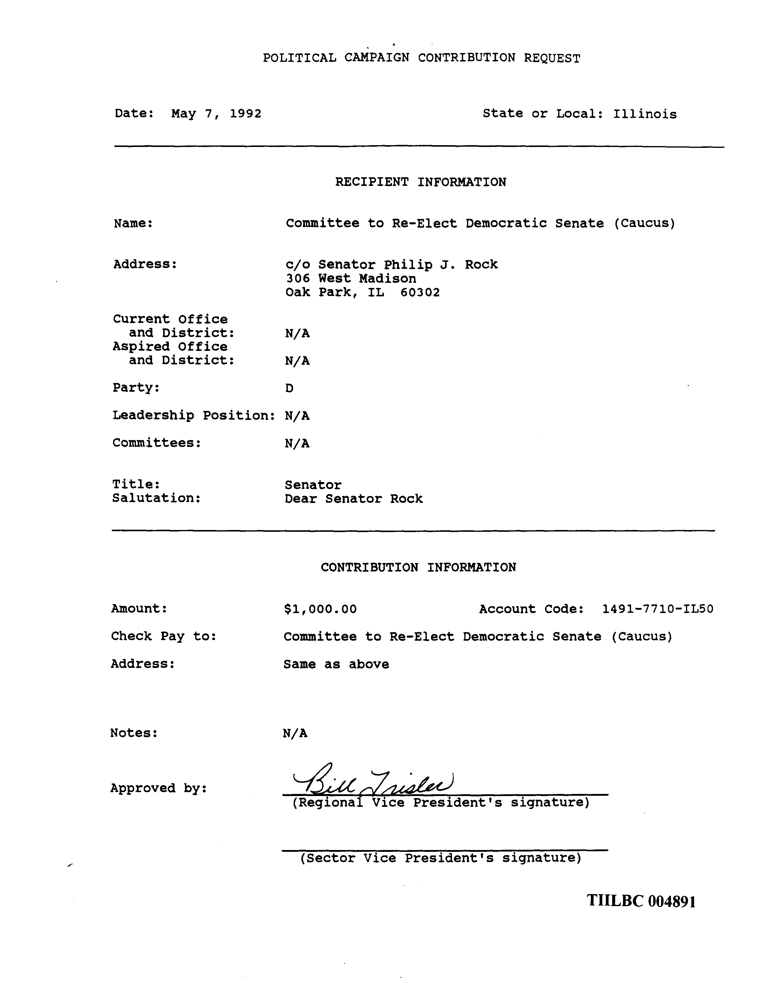 POLITICAL CAMPAIGN CONTRIBUTION REQUEST
Date: May 7, 1992 State or Local: Illinois
RECIPIENT INFORMATION
Name: Committee to Re-Elect Democratic Senate (Caucus)
Address: c/o Senator Philip J. Rock
306 West Madison
Oak Park, IL 60302
Current Office
and District: N/A
Aspired Office
and District: N/A
Party: D
Leadership Position: N/A
Committees: N/A
Title: Senator
Salutation: Dear Senator Rock
CONTRIBUTION INFORMATION
Amount: $1,000.00 Account Code: 1491-7710-IL50
Check Pay to: Committee to Re-Elect Democratic Senate (Caucus)
Address: Same as above
Notes: N/A
Approved by: Bill Trisler
(Regional Vice President's signature)
(Sector Vice President's signature)
TIILBC 004891